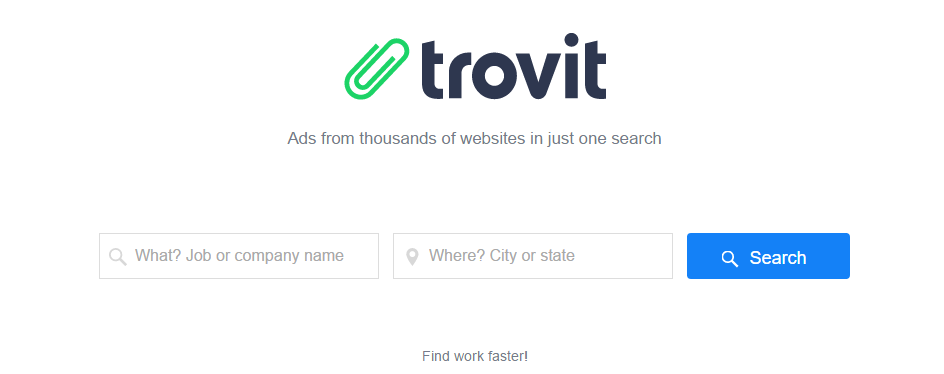 trovit
Ads from thousands of websites in just one search
What? Job or company name
Where? City or state
Search
Find work faster!